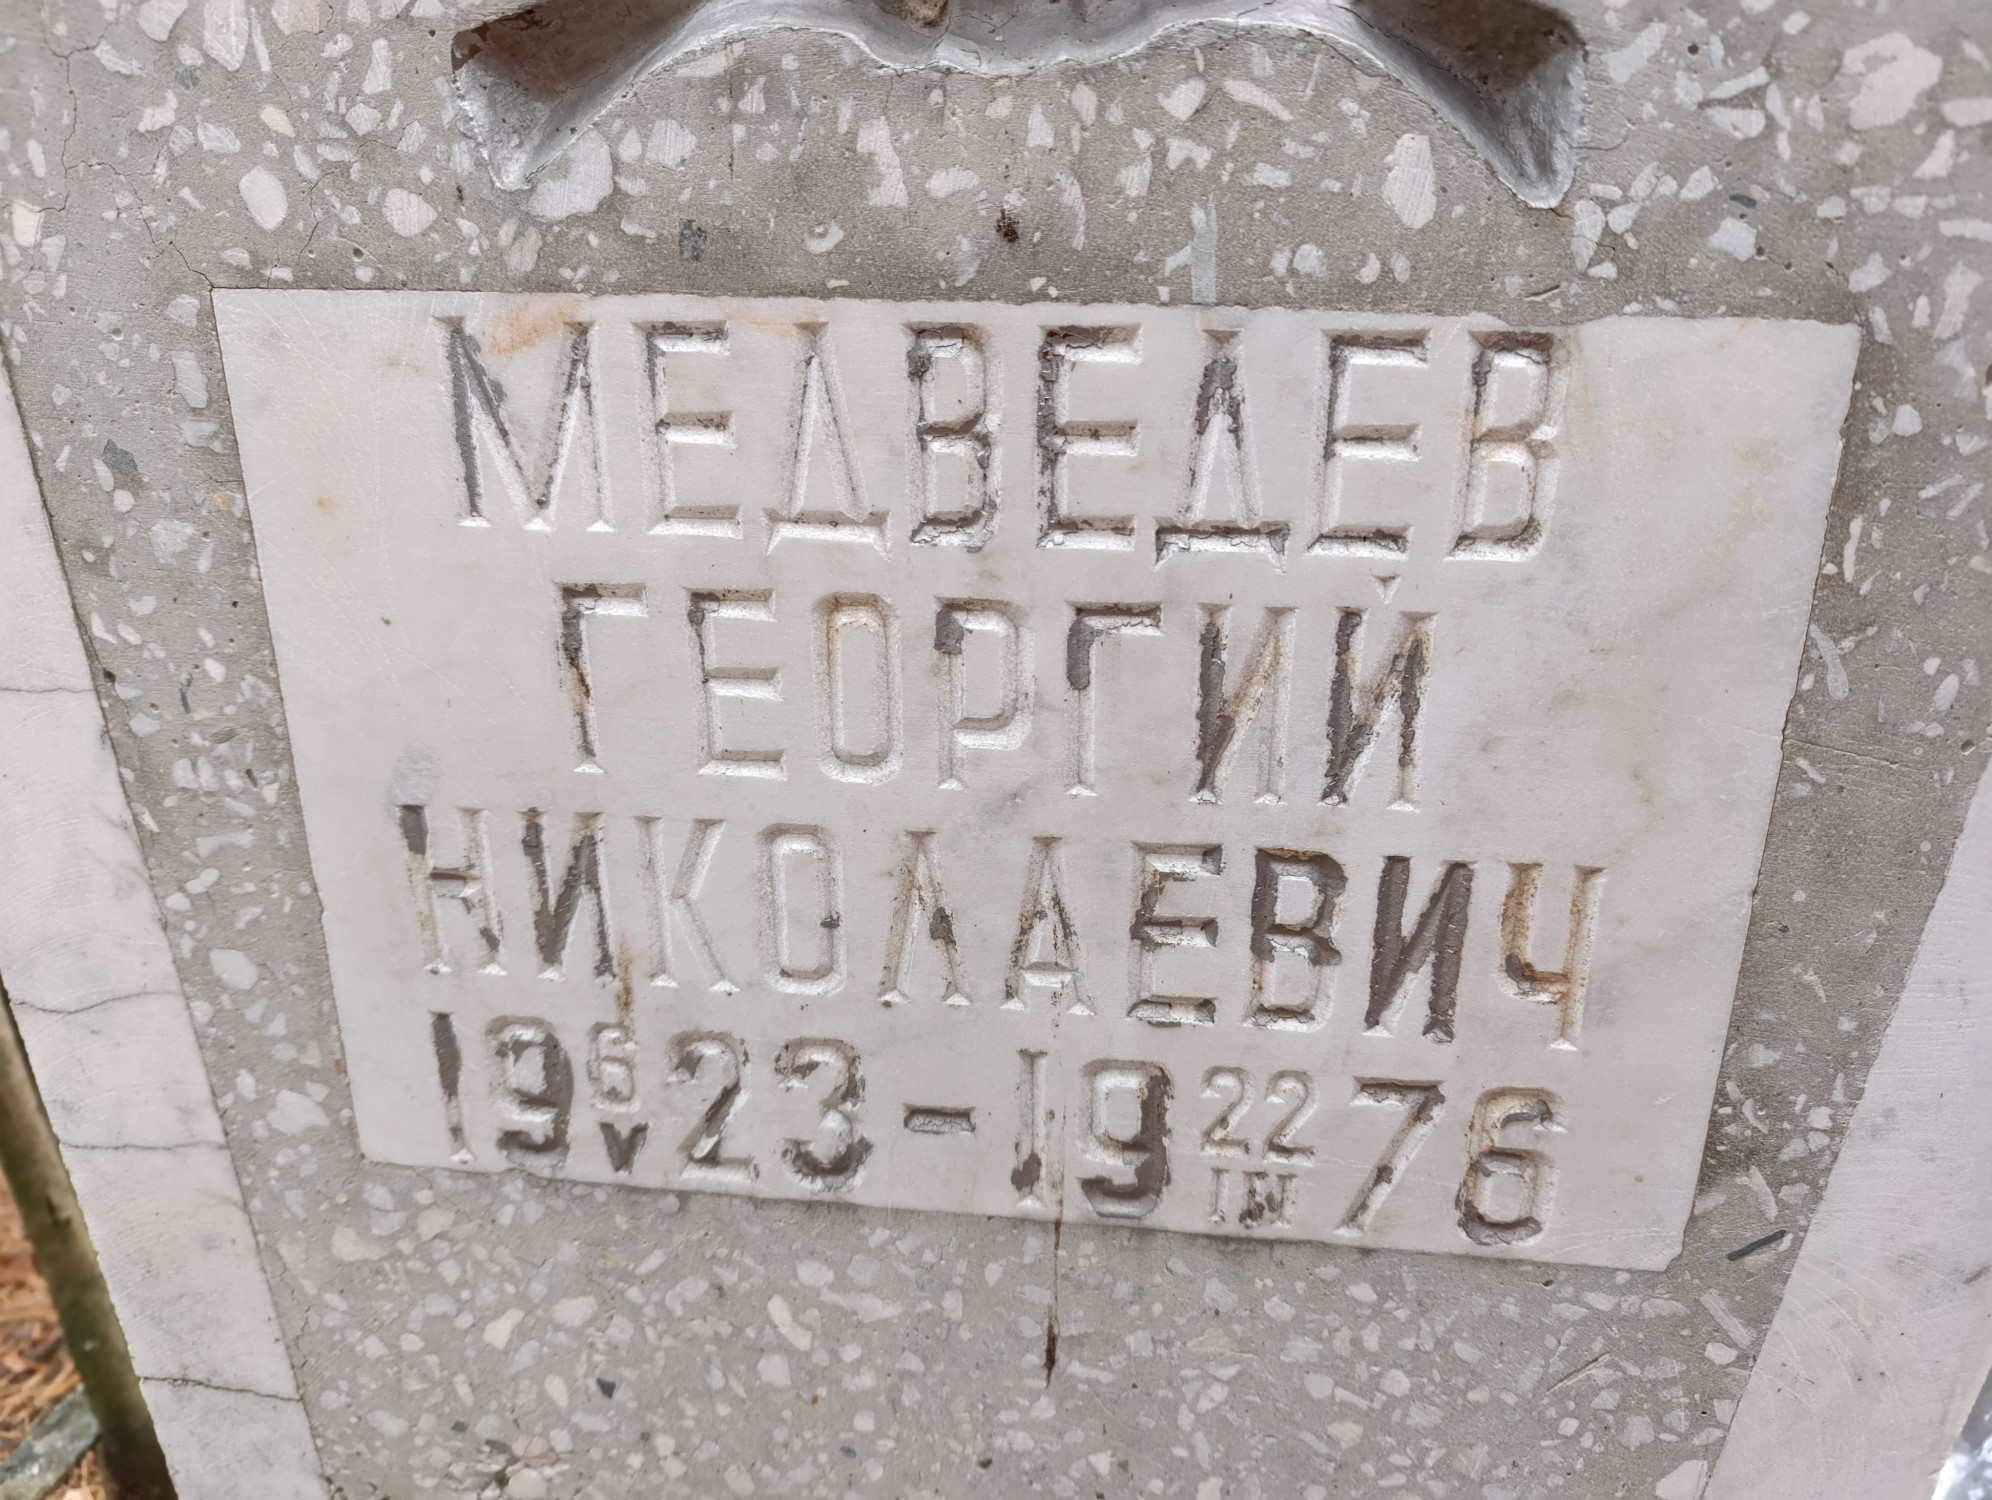 МЕДВЕДЕВ
ГЕОРГИЙ
НИКОЛАЕВИЧ
19 6/V 23 - 19 22/III 76